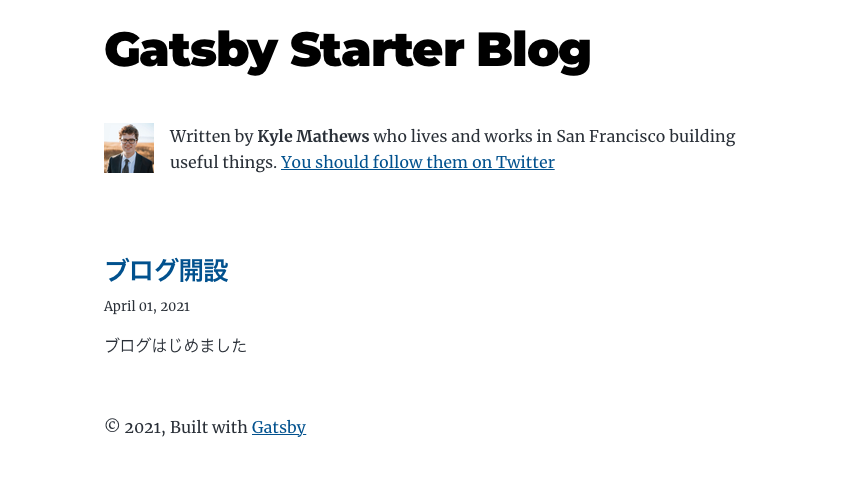 Gatsby Starter Blog
Written by Kyle Mathews who lives and works in San Francisco building
useful things. You should follow them on Twitter
ブログ開設
April 01, 2021
ブログはじめました
© 2021, Built with Gatsby